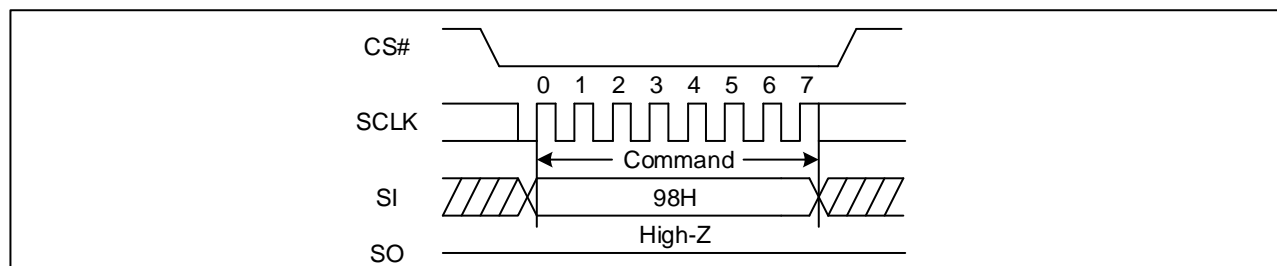 CS#
0 1 2 3 4 5 6 7
SCLK
Command
SI
98H
High-Z
SO